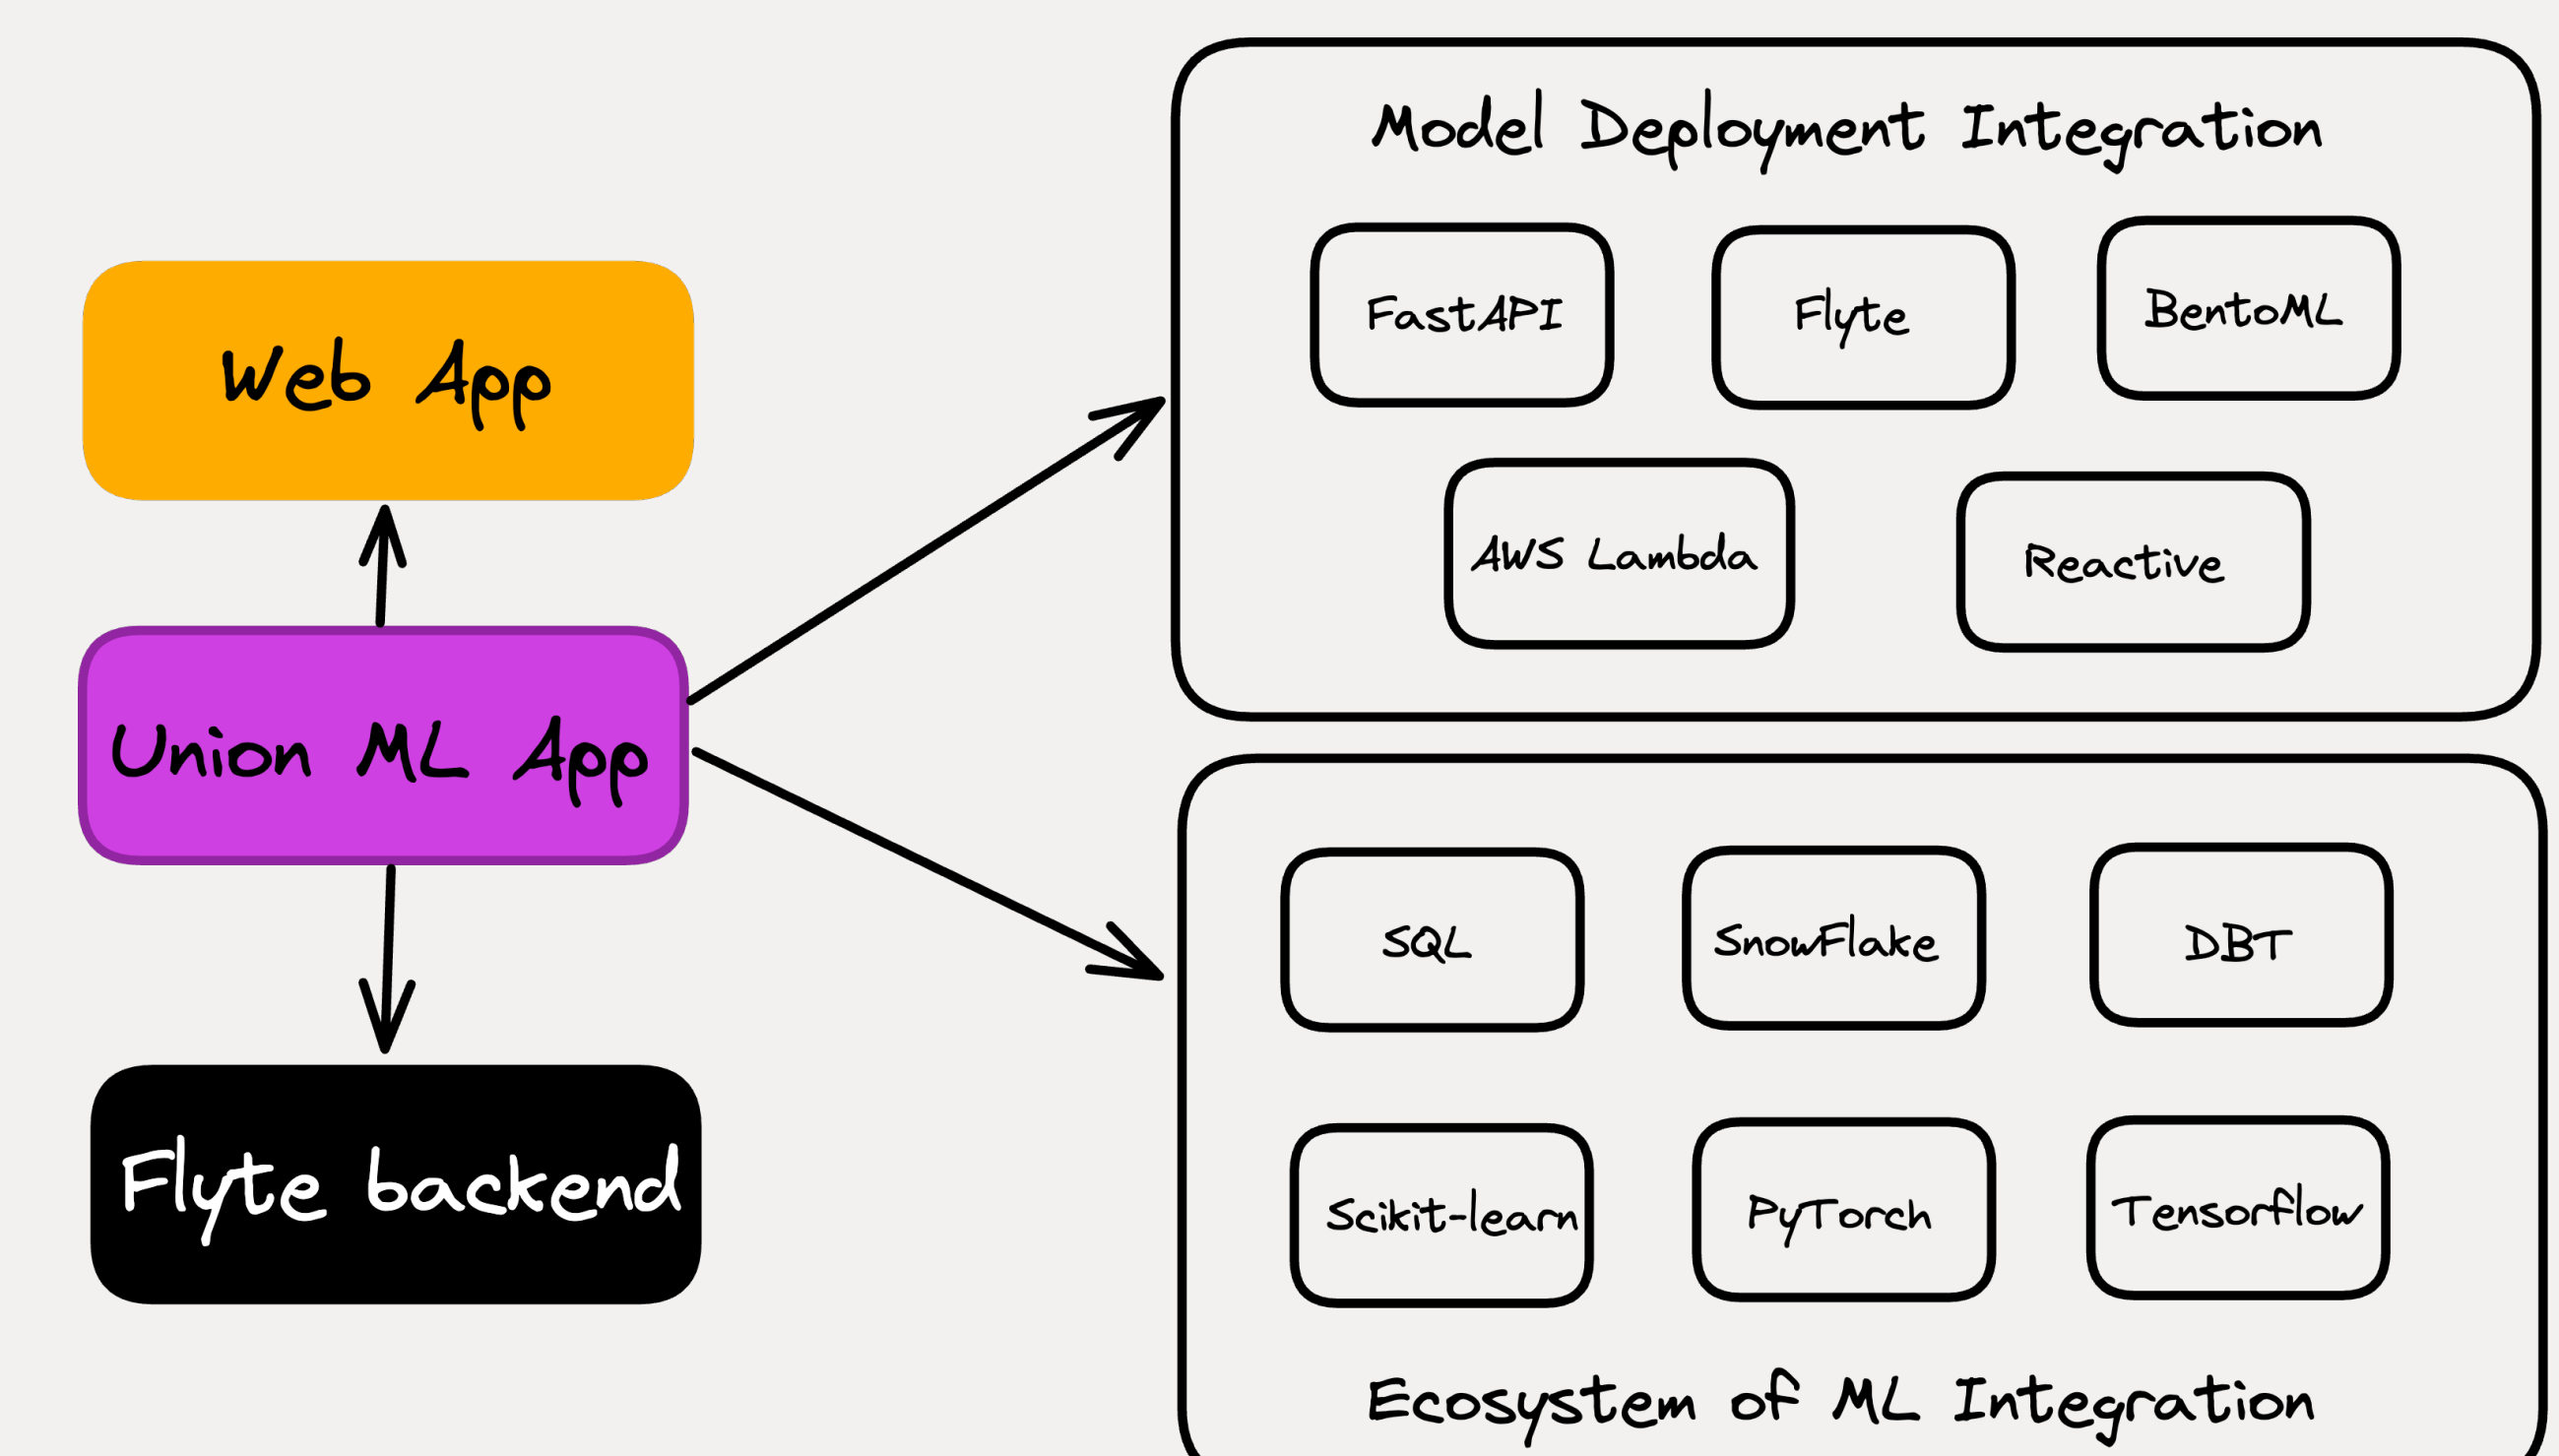 Model Deployment Integration
FastAPI
Flyte
BentoML
AWS Lambda
Reactive
Web App
Union ML App
Flyte backend
SQL
SnowFlake
DBT
Scikit-learn
PyTorch
Tensorflow
Ecosystem of ML Integration